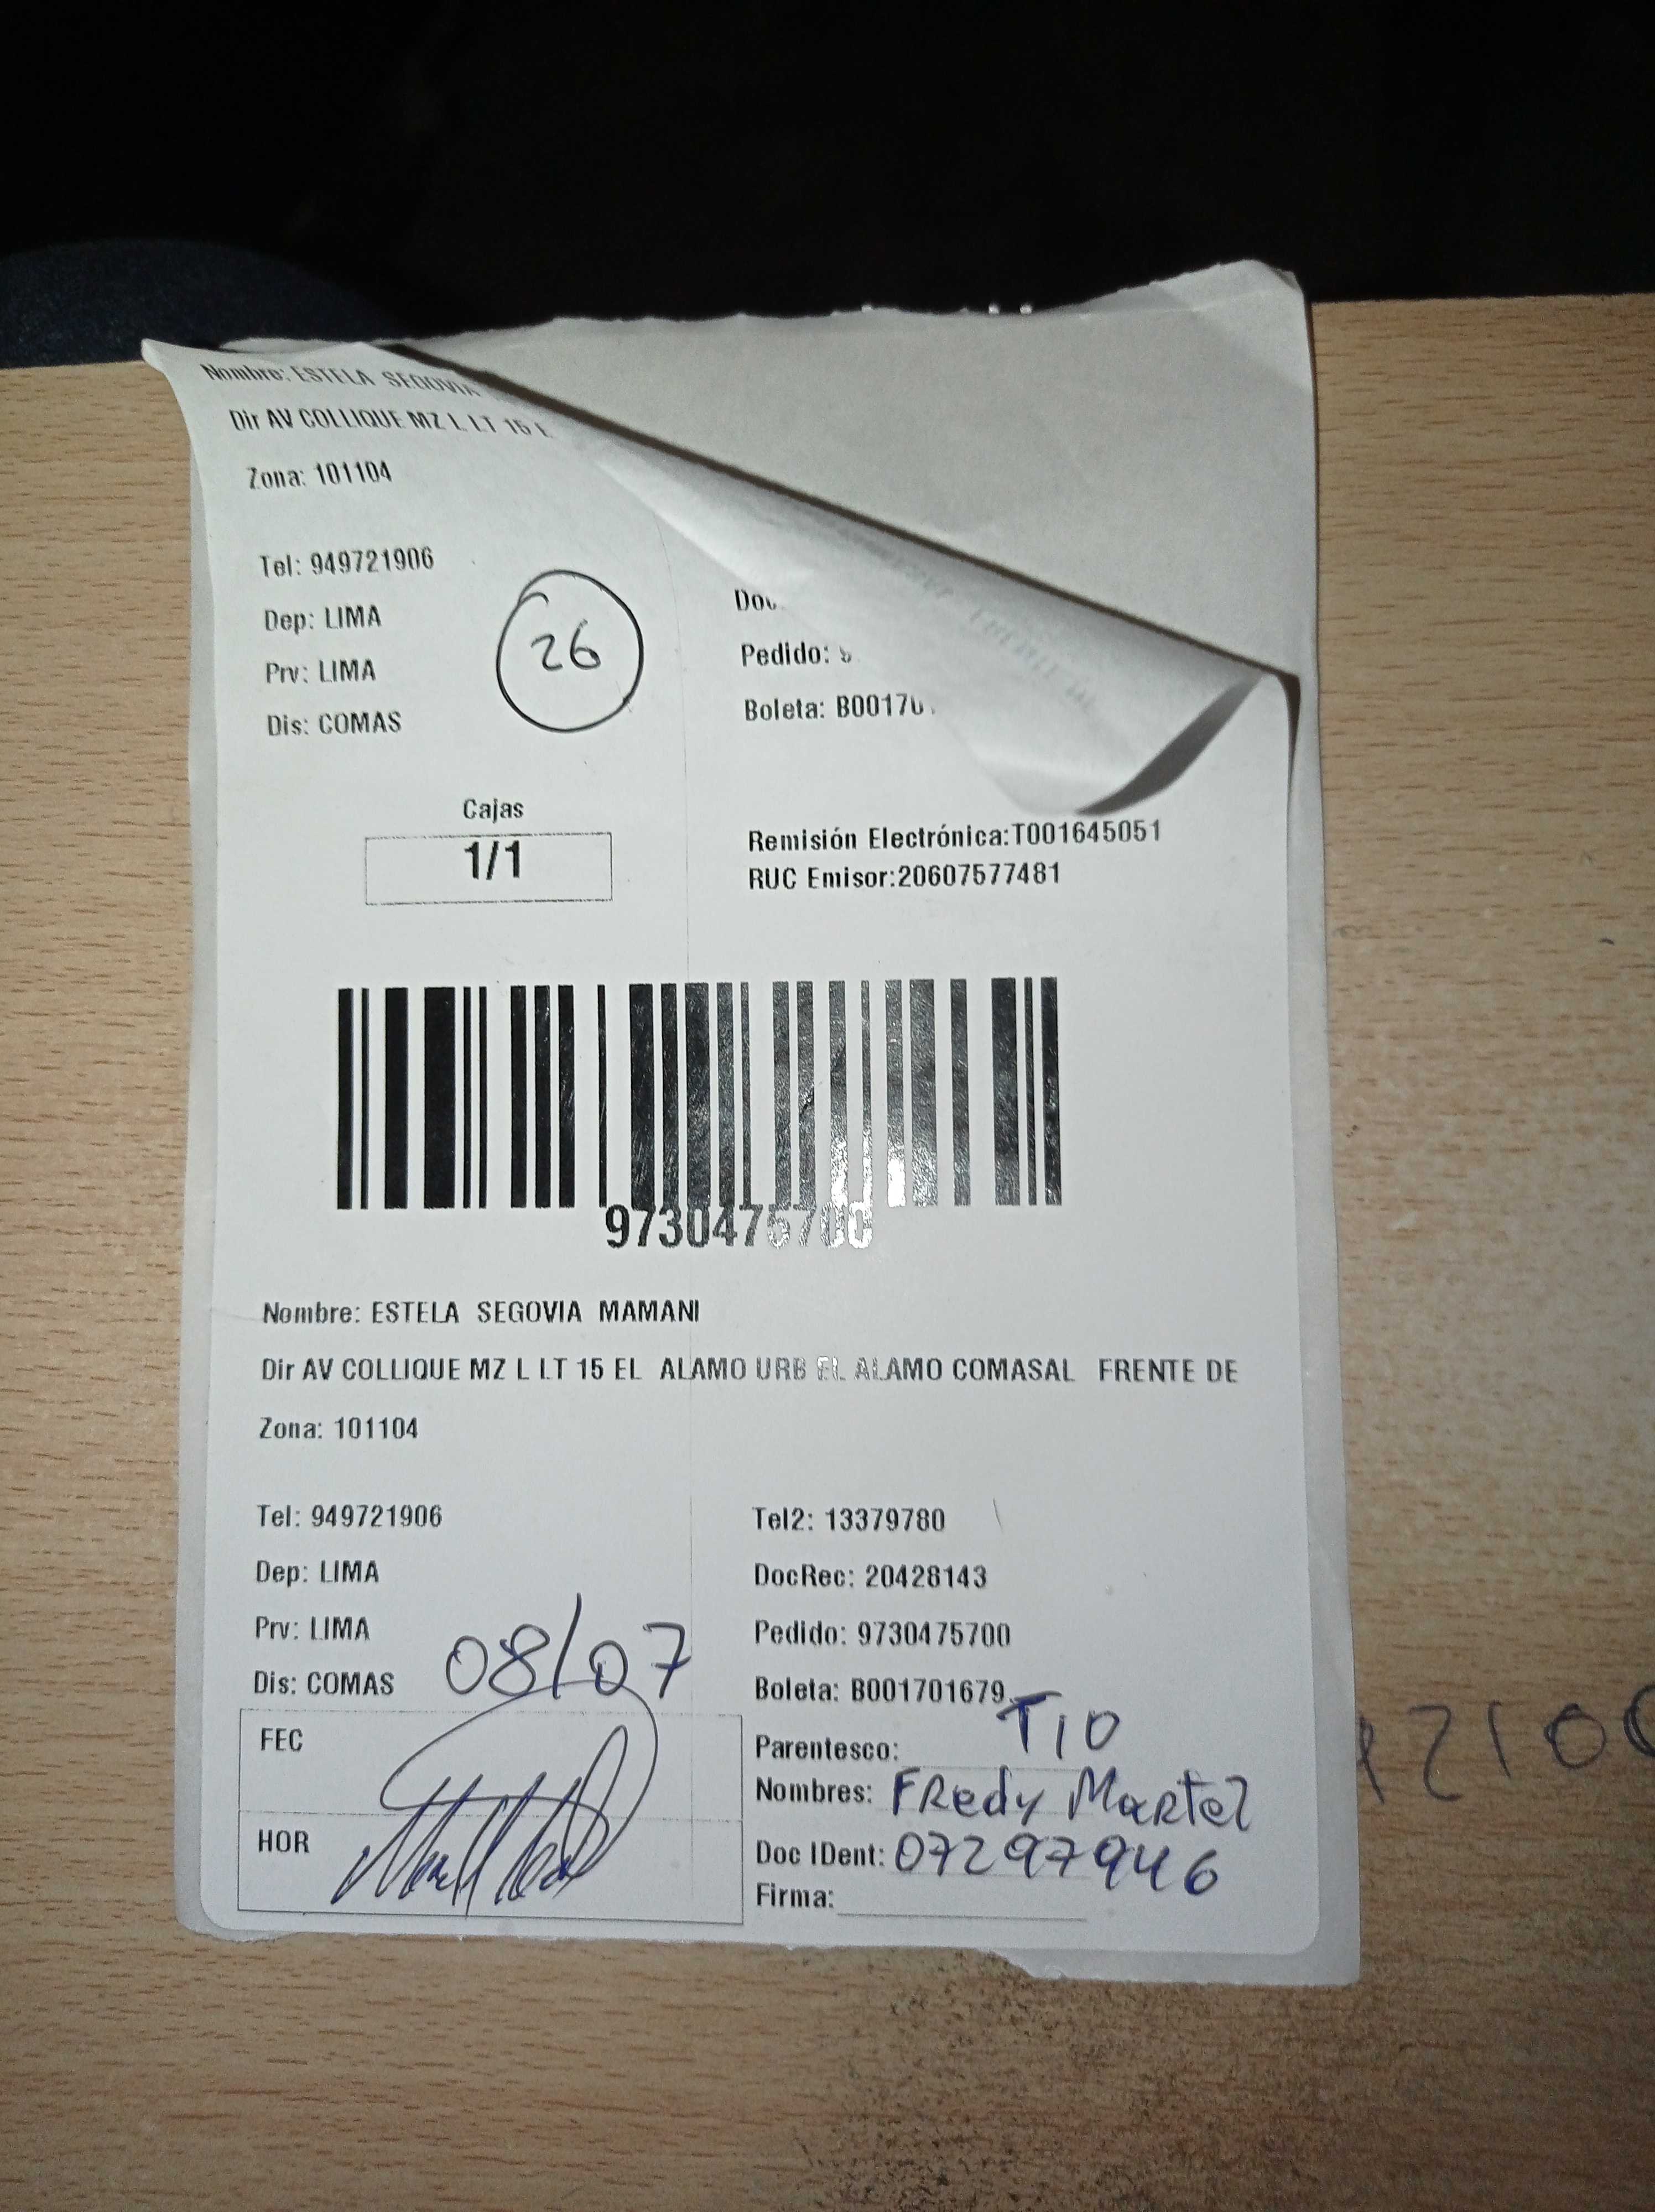 Nombre: ESTELA SEGOVIA
Dir AV COLLIQUE MZ L LT 15
Zona: 101104
Tel: 949721906
Dep: LIMA
Prv: LIMA
Dis: COMAS
26
Pedido:
Boleta: B00170
Cajas
1/1
Remisión Electrónica:T001645051
RUC Emisor:20607577481
9730475700
Nombre: ESTELA SEGOVIA MAMANI
Dir AV COLLIQUE MZ L LT 15 EL ALAMO URB EL ALAMO COMASAL FRENTE DE
Zona: 101104
Tel: 949721906
Dep: LIMA
Prv: LIMA
Dis: COMAS
08/07
FEC
HOR
Tel2: 13379780
DocRec: 20428143
Pedido: 9730475700
Boleta: B001701679
Parentesco: TIO
Nombres: FRedy MaRtel
Doc IDent: 07297946
Firma: